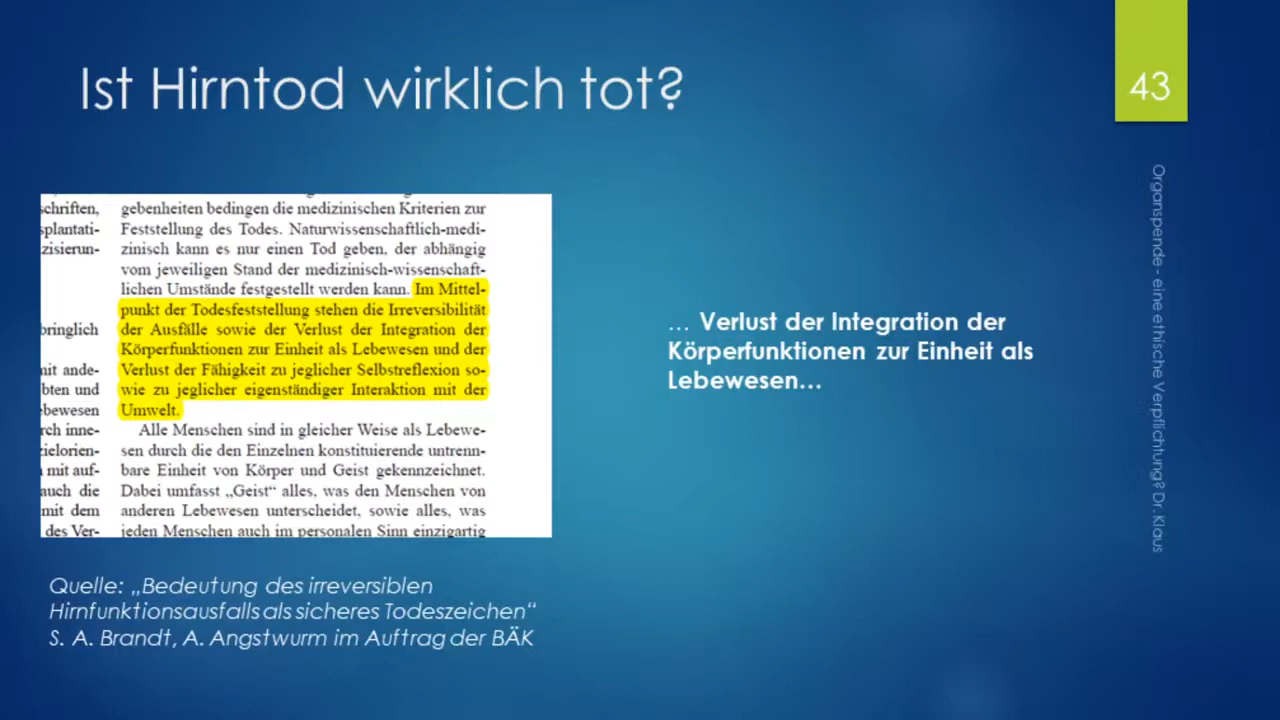 Ist Hirntod wirklich tot?
43
schriften,
splantati-
zisierun-
bringlich
nit ande-
bten und
bewesen
rch inne-
zielorien-
mit auf-
auch die
mit dem
des Ver-
gebenheiten bedingen die medizinischen Kriterien zur
Feststellung des Todes. Naturwissenschaftlich-medi-
zinisch kann es nur einen Tod geben, der abhängig
vom jeweiligen Stand der medizinisch-wissenschaft-
lichen Umstände festgestellt werden kann. Im Mittel-
punkt der Todesfeststellung stehen die Irreversibilität
der Ausfälle sowie der Verlust der Integration der
Körperfunktionen zur Einheit als Lebewesen und der
Verlust der Fähigkeit zu jeglicher Selbstreflexion so-
wie zu jeglicher eigenständiger Interaktion mit der
Umwelt.
Alle Menschen sind in gleicher Weise als Lebewe-
sen durch die den Einzelnen konstituierende untrenn-
bare Einheit von Körper und Geist gekennzeichnet.
Dabei umfasst „Geist“ alles, was den Menschen von
anderen Lebewesen unterscheidet, sowie alles, was
jeden Menschen auch im personalen Sinn einzigartig
... Verlust der Integration der
Körperfunktionen zur Einheit als
Lebewesen...
Quelle: „Bedeutung des irreversiblen
Hirnfunktionsausfalls als sicheres Todeszeichen“
S. A. Brandt, A. Angstwurm im Auftrag der BÄK
Organspende - eine ethische Verpflichtung? Dr. Klaus